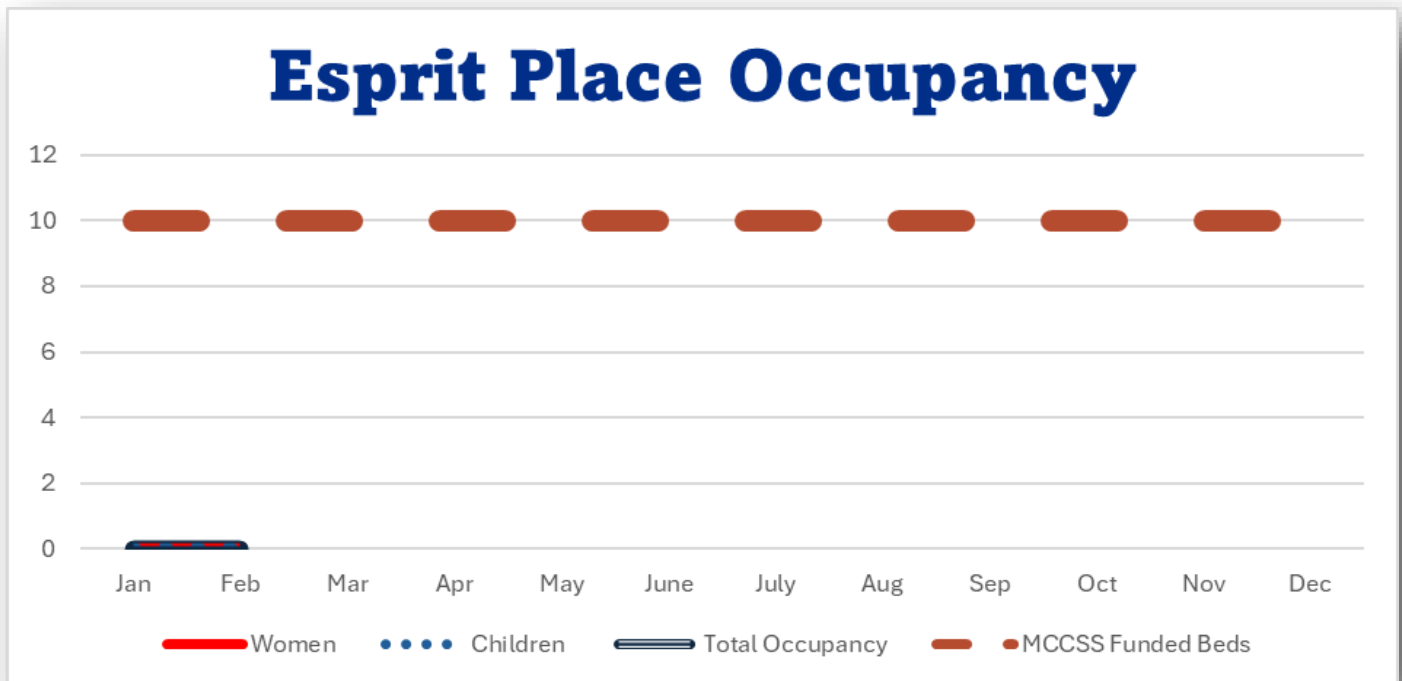 Esprit Place Occupancy
12
10
8
6
4
2
0
Jan Feb Mar Apr May June July Aug Sep Oct Nov Dec
Women Children Total Occupancy MCCSS Funded Beds